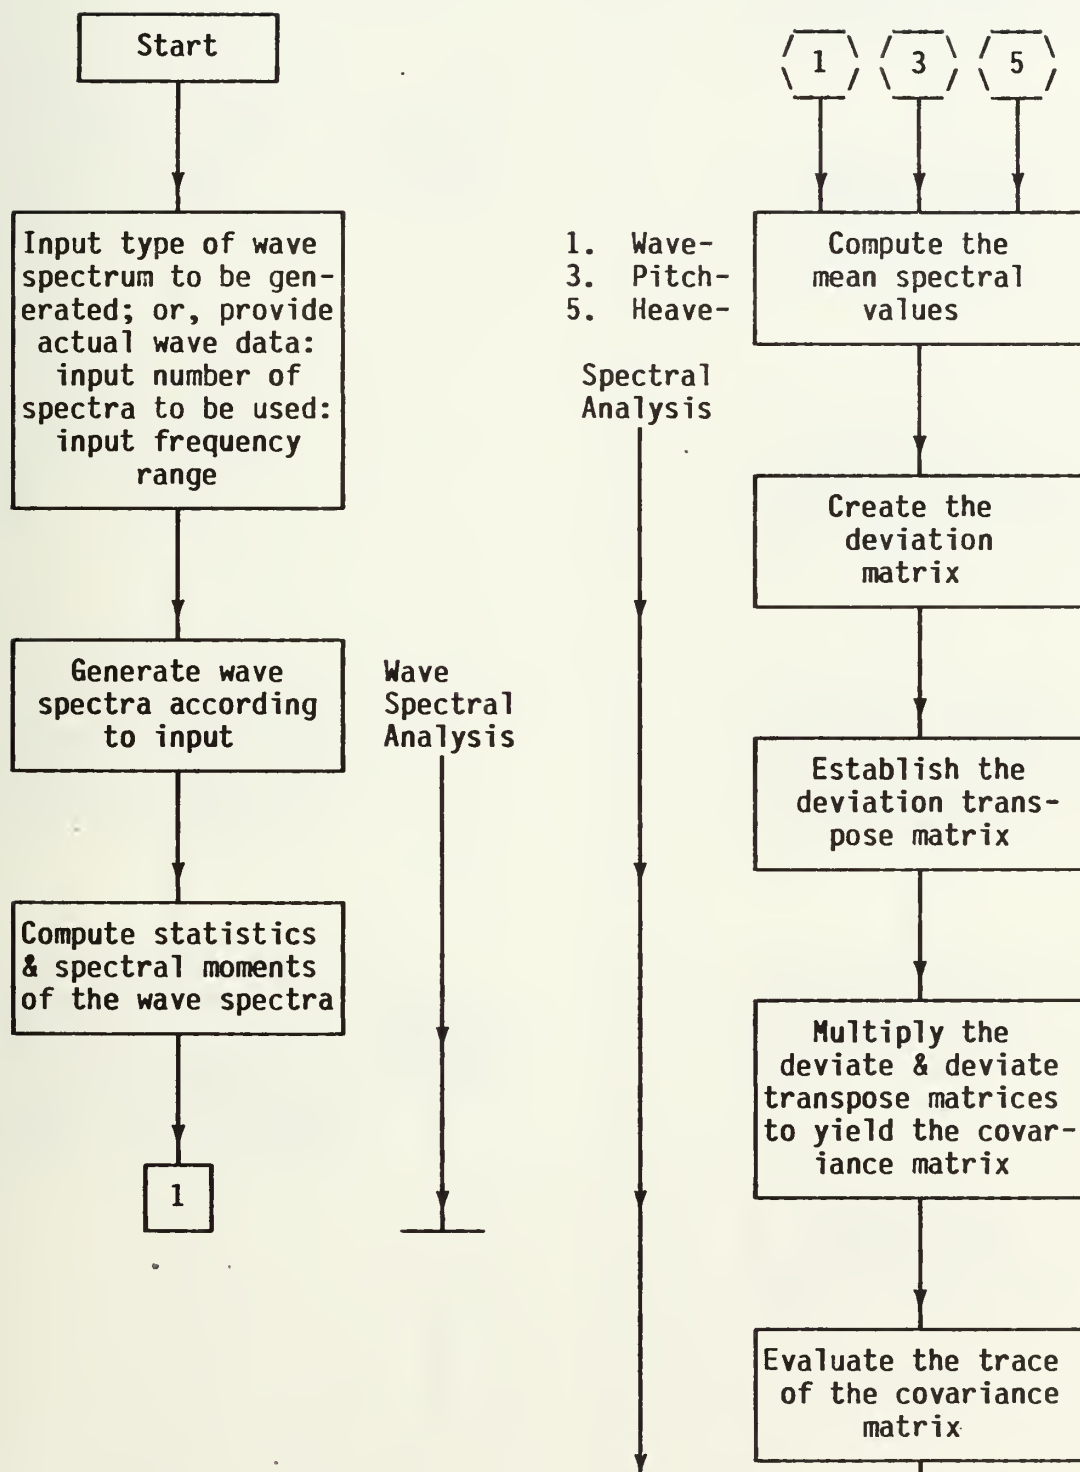 Start
Input type of wave
spectrum to be gen-
erated; or, provide
actual wave data:
input number of
spectra to be used:
input frequency
range
Generate wave
spectra according
to input
Compute statistics
& spectral moments
of the wave spectra
1
Wave
Spectral
Analysis
1 3 5
1. Wave-
3. Pitch-
5. Heave-
Spectral
Analysis
Compute the
mean spectral
values
Create the
deviation
matrix
Establish the
deviation trans-
pose matrix
Multiply the
deviate & deviate
transpose matrices
to yield the covar-
iance matrix
Evaluate the trace
of the covariance
matrix